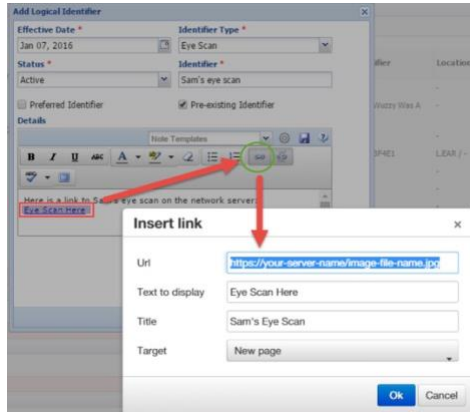 Add Logical Identifier
Effective Date * Identifier Type *
Jan 07, 2016 Eye Scan
Status * Identifier *
Active Sam's eye scan
Preferred Identifier Pre-existing Identifier
Details
Note Templates
B I U ABC A
Here is a link to Sam's eye scan on the network server:
Eye Scan Here
tifier Location
Wuzzy Was A -
LEAR / -
Insert link ×
Url https://your-server-name/image-file-name.jpg
Text to display Eye Scan Here
Title Sam's Eye Scan
Target New page
Ok Cancel